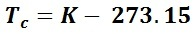 T_c = K − 273.15